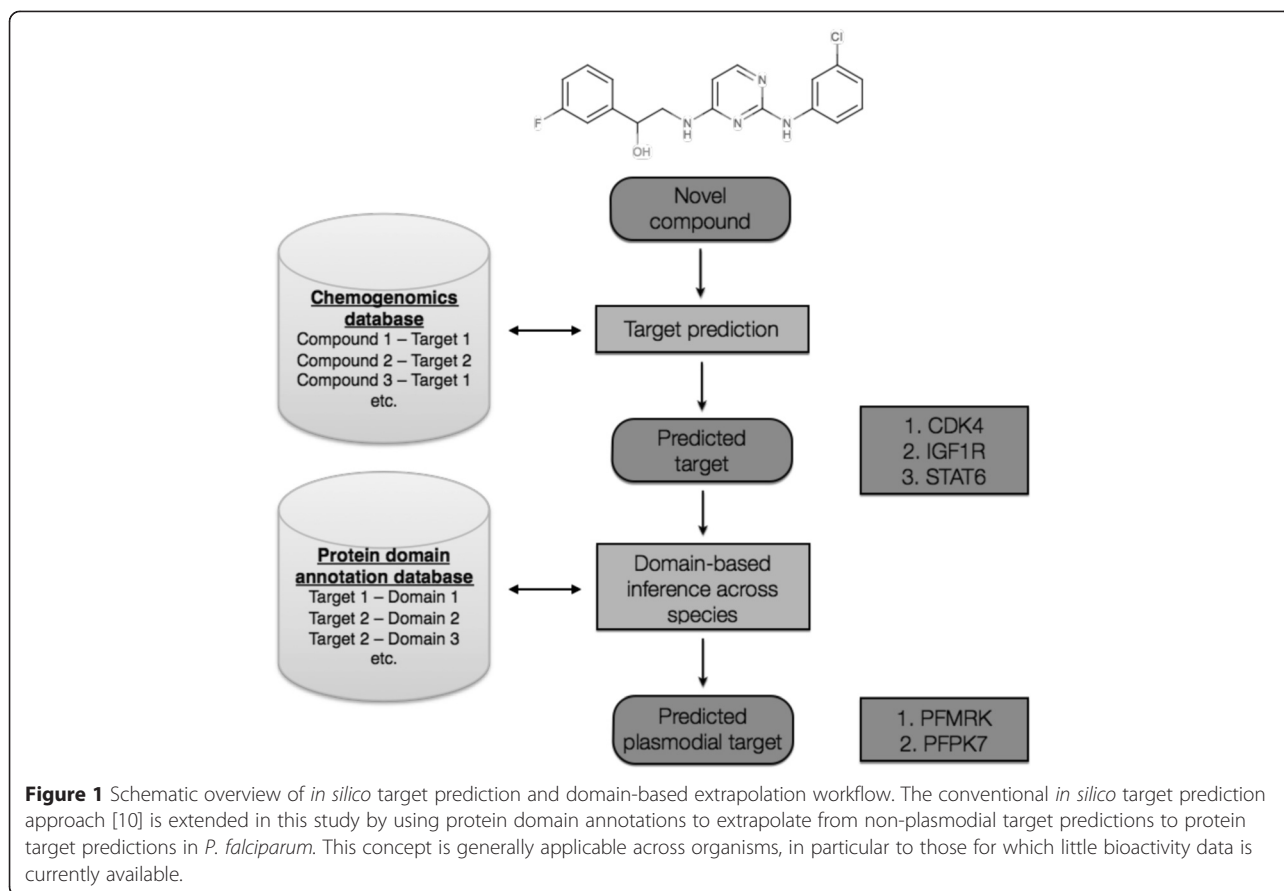 Cl
N
F
N
H
N
N
H
OH
Novel
compound
Chemogenomics
database
Compound 1 – Target 1
Compound 2 – Target 2
Compound 3 – Target 1
etc.
Target prediction
Predicted
target
1. CDK4
2. IGF1R
3. STAT6
Protein domain
annotation database
Target 1 – Domain 1
Target 2 – Domain 2
Target 2 – Domain 3
etc.
Domain-based
inference across
species
Predicted
plasmodial target
1. PFMRK
2. PFPK7
Figure 1 Schematic overview of in silico target prediction and domain-based extrapolation workflow. The conventional in silico target prediction
approach [10] is extended in this study by using protein domain annotations to extrapolate from non-plasmodial target predictions to protein
target predictions in P. falciparum. This concept is generally applicable across organisms, in particular to those for which little bioactivity data is
currently available.